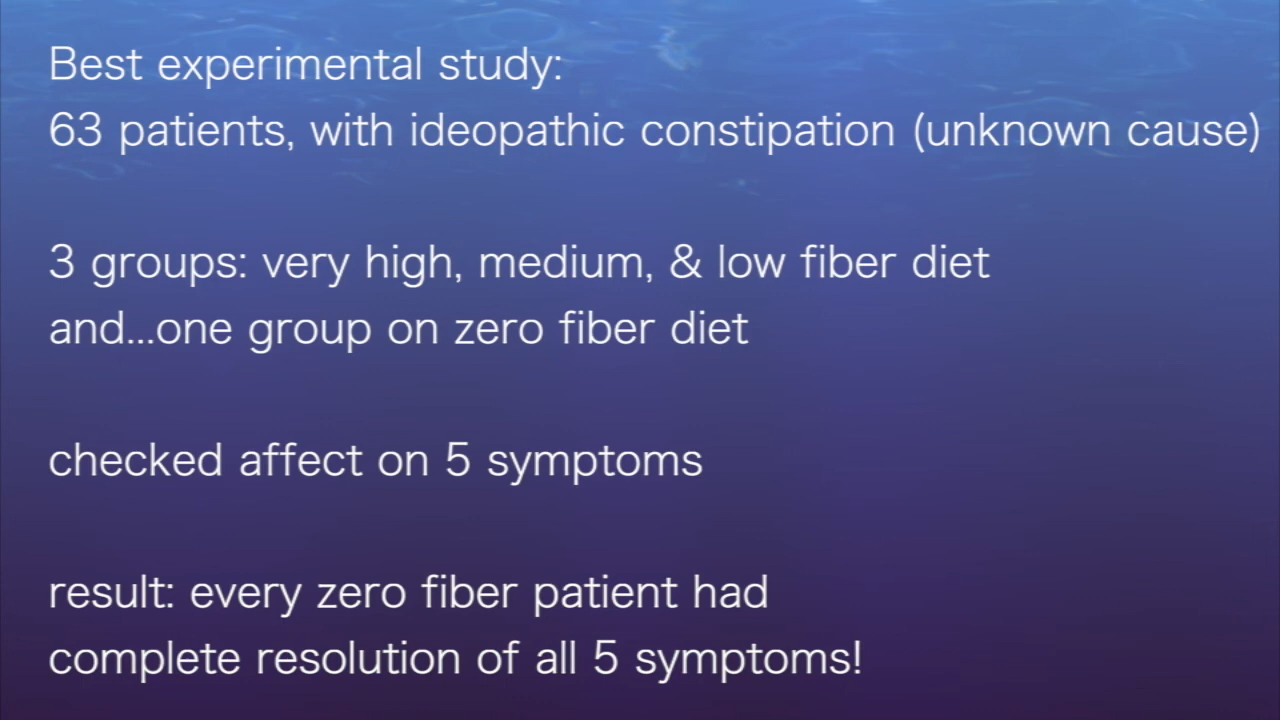 Best experimental study:
63 patients, with ideopathic constipation (unknown cause)
3 groups: very high, medium, & low fiber diet
and...one group on zero fiber diet
checked affect on 5 symptoms
result: every zero fiber patient had
complete resolution of all 5 symptoms!